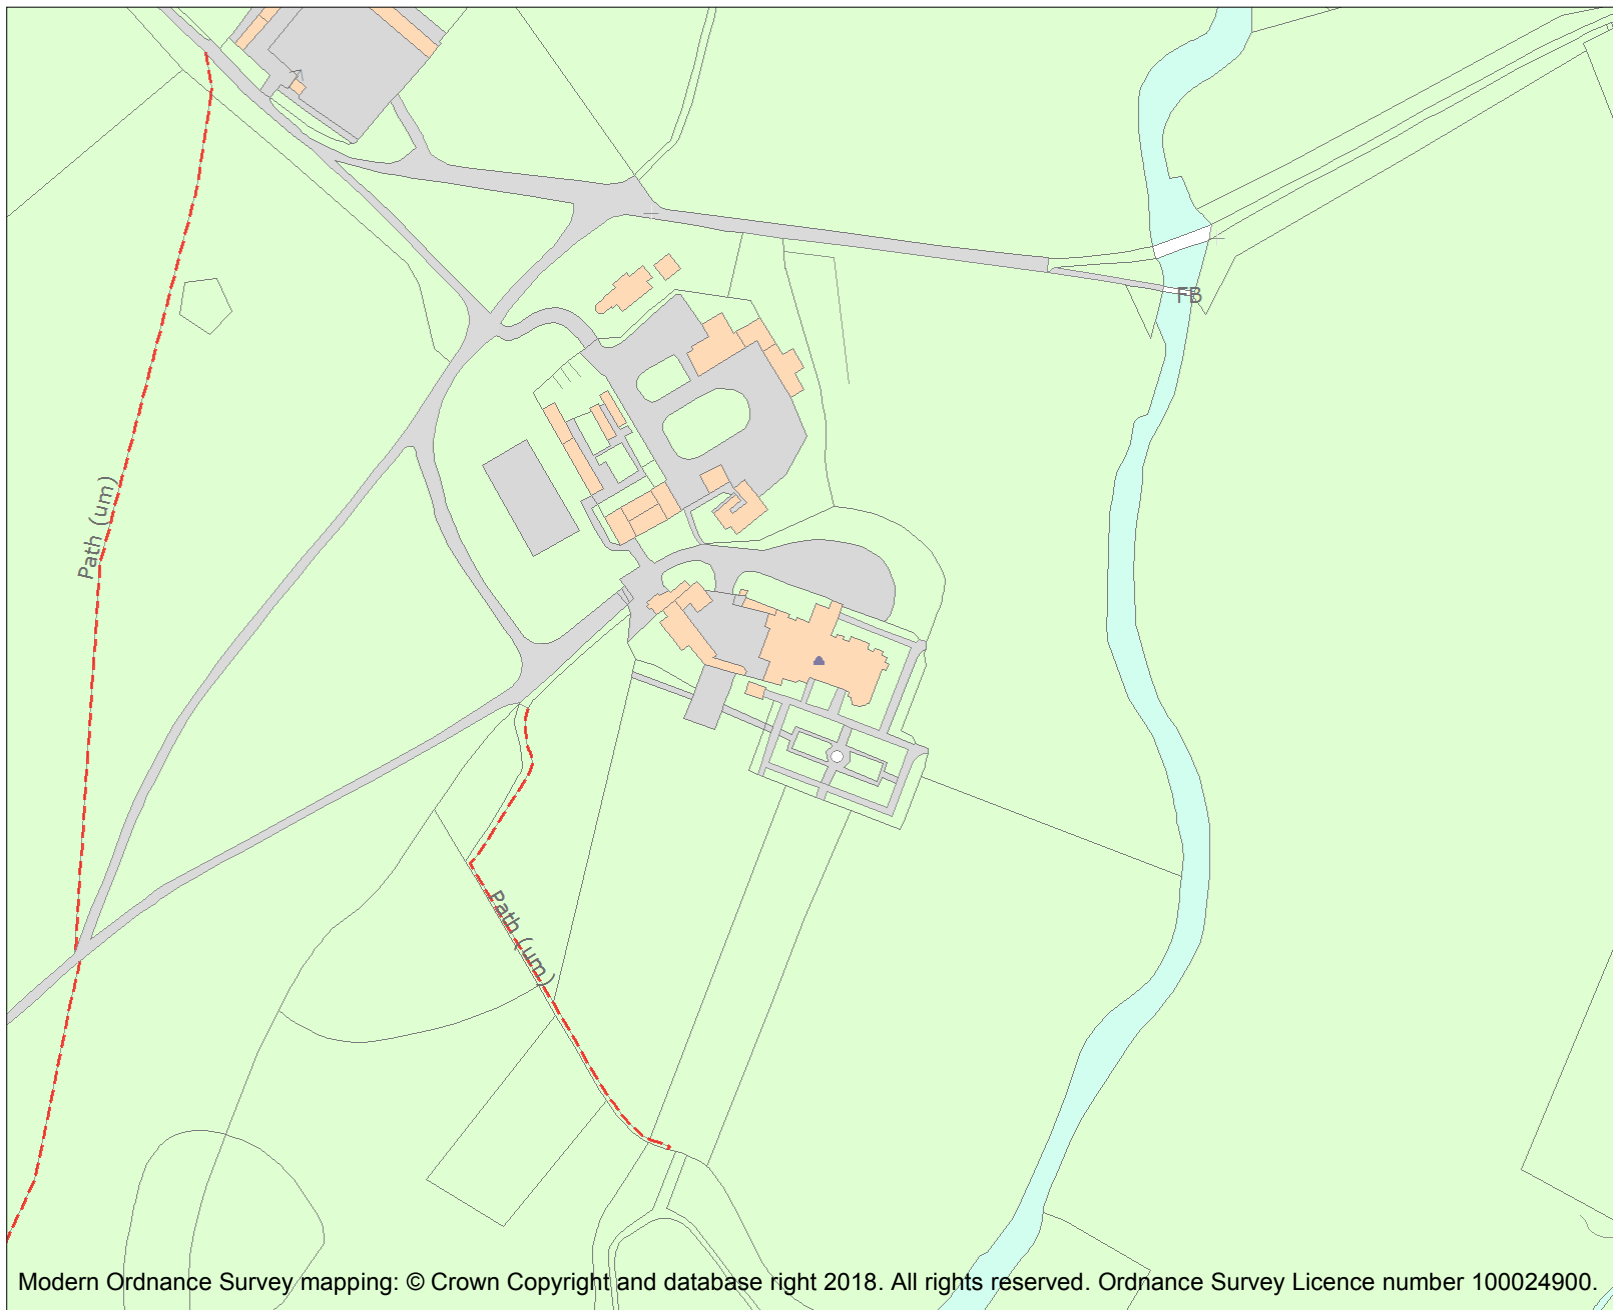 FB
Path (um)
Path (um)
Modern Ordnance Survey mapping: © Crown Copyright and database right 2018. All rights reserved. Ordnance Survey Licence number 100024900.